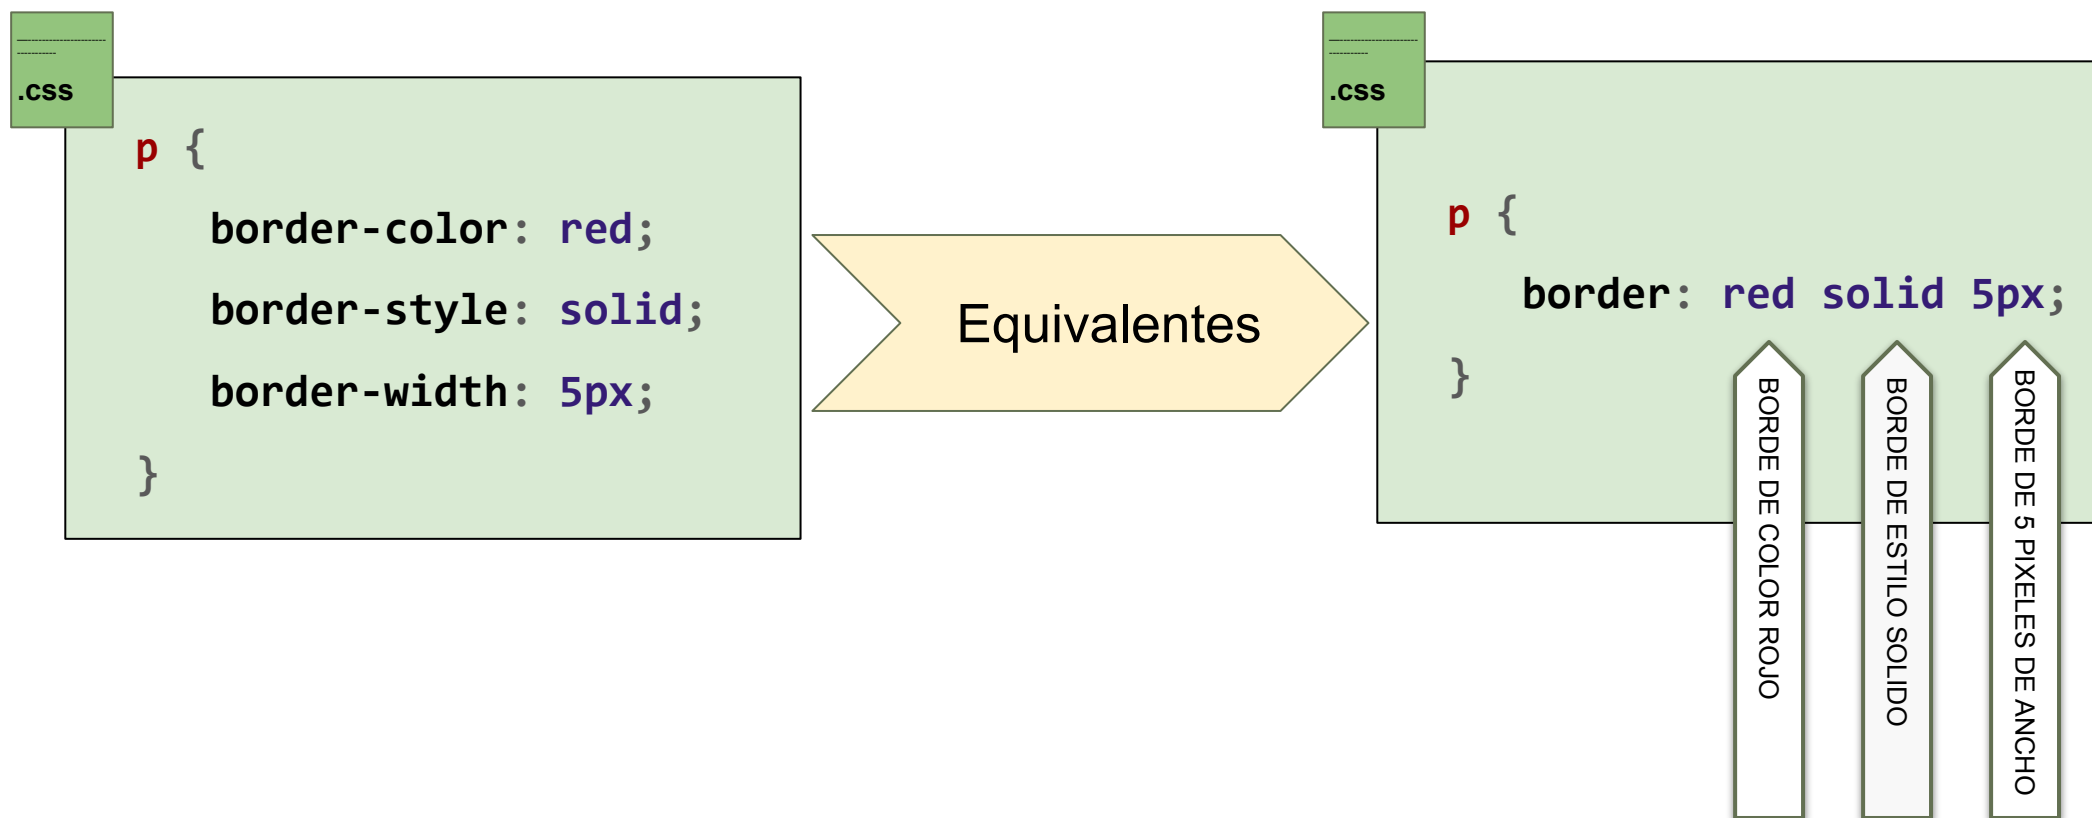 .css
p {
border-color: red;
border-style: solid;
border-width: 5px;
}
Equivalentes
.css
p {
border: red solid 5px;
}
BORDE DE COLOR ROJO
BORDE DE ESTILO SOLIDO
BORDE DE 5 PIXELES DE ANCHO